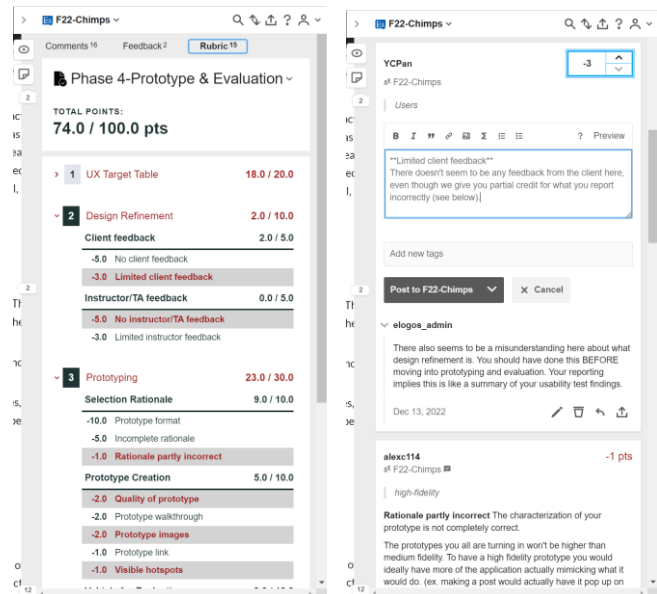 F22-Chimps
Comments 16 Feedback 2 Rubric 15
Phase 4-Prototype & Evaluation
TOTAL POINTS:
74.0 / 100.0 pts
1 UX Target Table 18.0 / 20.0
2 Design Refinement 2.0 / 10.0
Client feedback 2.0 / 5.0
-5.0 No client feedback
-3.0 Limited client feedback
Instructor/TA feedback 0.0 / 5.0
-5.0 No instructor/TA feedback
-3.0 Limited instructor feedback
3 Prototyping 23.0 / 30.0
Selection Rationale 9.0 / 10.0
-10.0 Prototype format
-5.0 Incomplete rationale
-1.0 Rationale partly incorrect
Prototype Creation 5.0 / 10.0
-2.0 Quality of prototype
-2.0 Prototype walkthrough
-2.0 Prototype images
-1.0 Prototype link
-1.0 Visible hotspots
2
2
12
F22-Chimps
YCPan -3
F22-Chimps
Users
B I ? Preview
**Limited client feedback**
There doesn't seem to be any feedback from the client here,
even though we give you partial credit for what you report
incorrectly (see below).
Add new tags
Post to F22-Chimps Cancel
elogos_admin
There also seems to be a misunderstanding here about what
design refinement is. You should have done this BEFORE
moving into prototyping and evaluation. Your reporting
implies this is like a summary of your usability test findings.
Dec 13, 2022
alexc114 -1 pts
F22-Chimps
high-fidelity
Rationale partly incorrect The characterization of your
prototype is not completely correct.
The prototypes you all are turning in won't be higher than
medium fidelity. To have a high fidelity prototype you would
ideally have more of the application actually mimicking what it
would do. (ex. making a post would actually have it pop up on
2
2
12